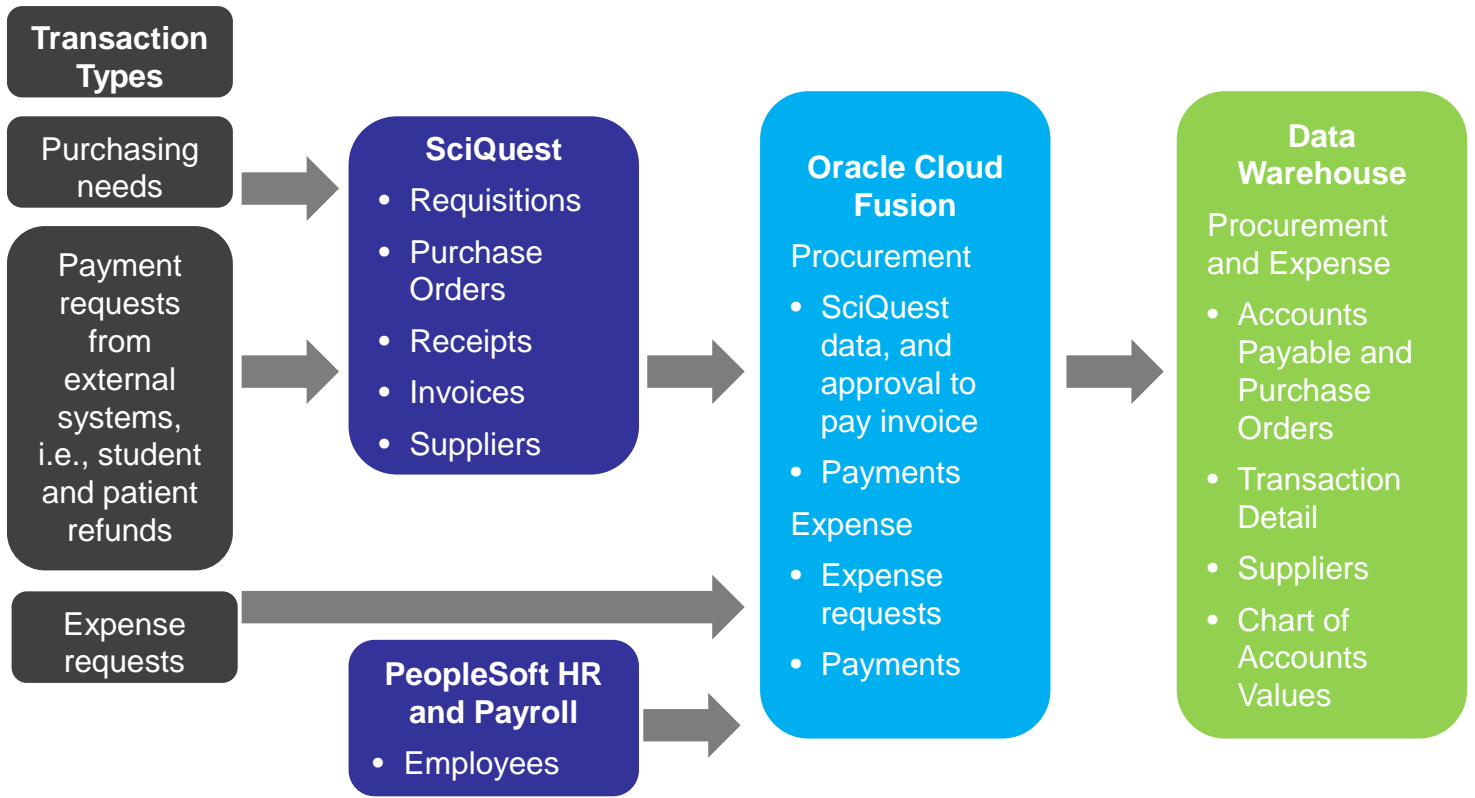 Transaction
Types
Purchasing
needs
Payment
requests
from
external
systems,
i.e., student
and patient
refunds
Expense
requests
SciQuest
• Requisitions
• Purchase
Orders
• Receipts
• Invoices
• Suppliers
PeopleSoft HR
and Payroll
• Employees
Oracle Cloud
Fusion
Procurement
• SciQuest
data, and
approval to
pay invoice
• Payments
Expense
• Expense
requests
• Payments
Data
Warehouse
Procurement
and Expense
• Accounts
Payable and
Purchase
Orders
• Transaction
Detail
• Suppliers
• Chart of
Accounts
Values